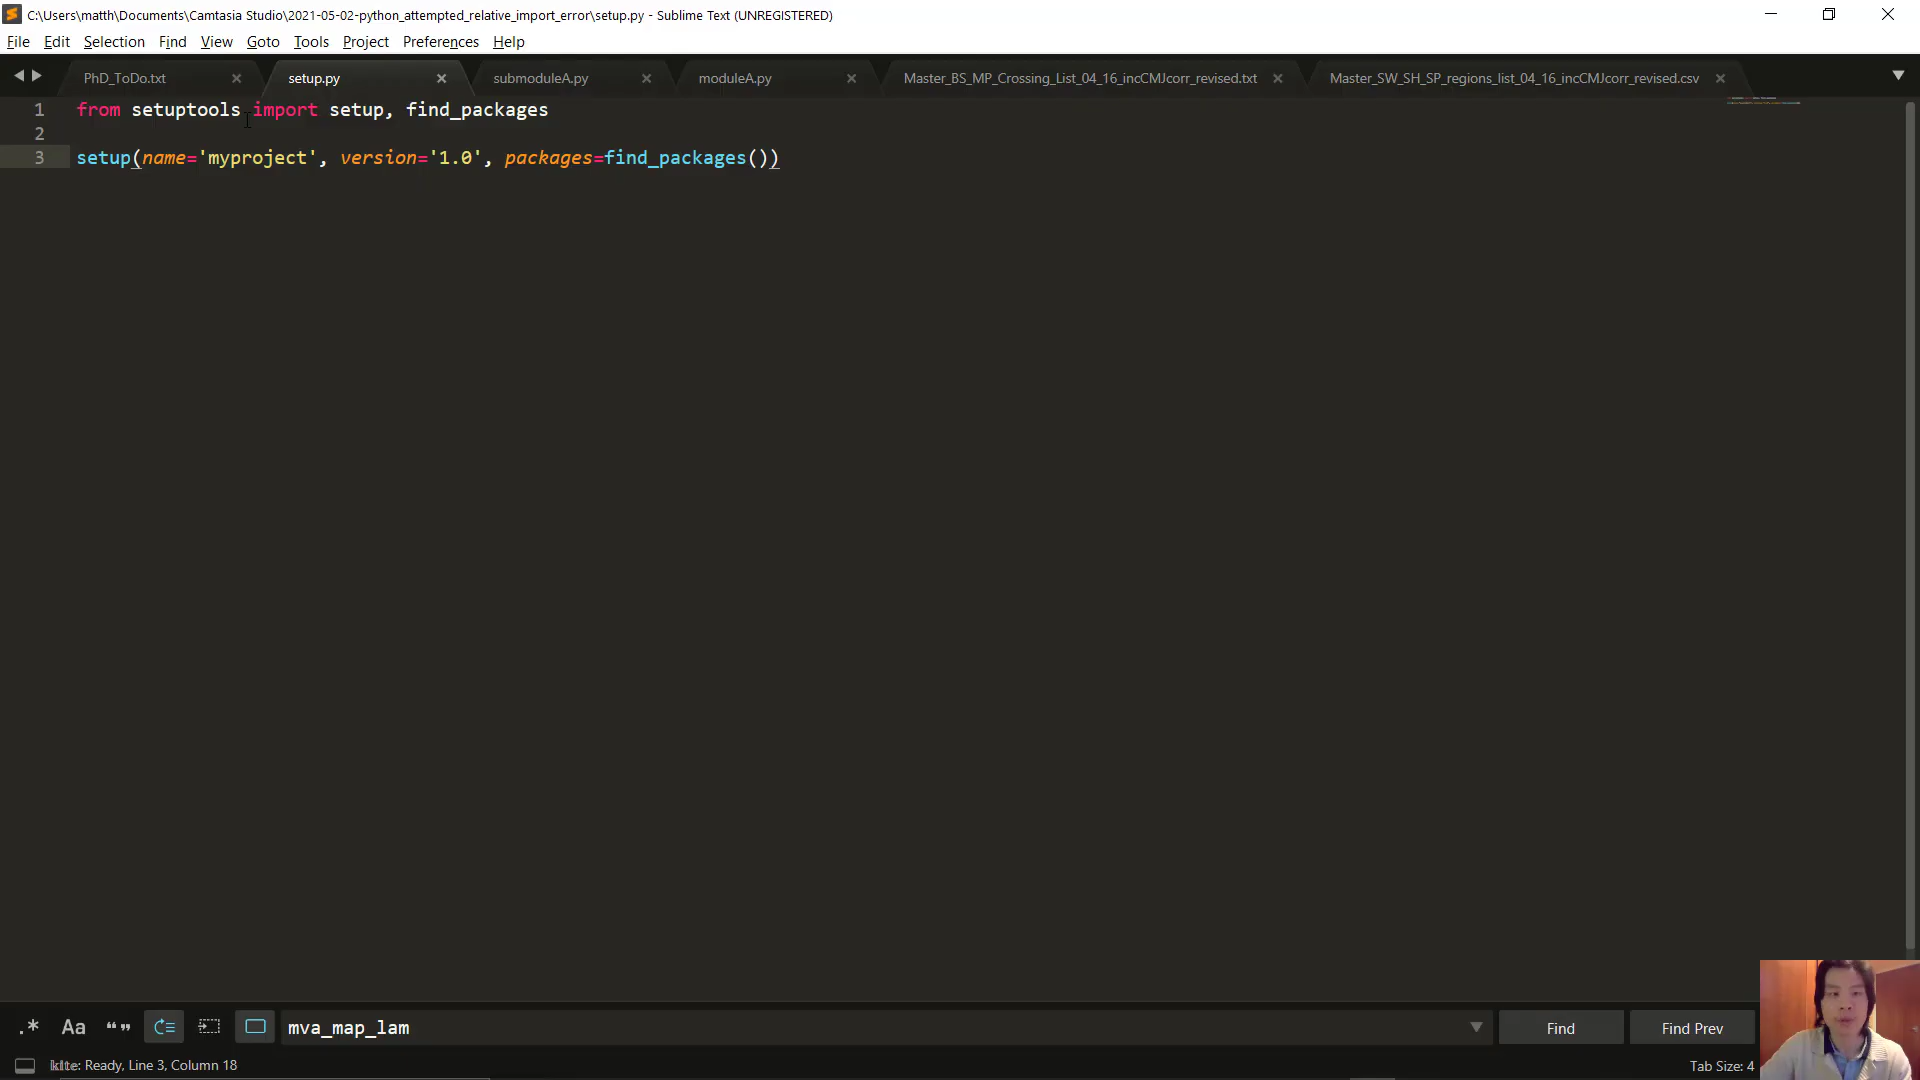 C:\Users\matth\Documents\Camtasia Studio\2021-05-02-python_attempted_relative_import_error\setup.py - Sublime Text (UNREGISTERED)
File Edit Selection Find View Goto Tools Project Preferences Help
PhD_ToDo.txt setup.py submoduleA.py moduleA.py Master_BS_MP_Crossing_List_04_16_incCMJcorr_revised.txt Master_SW_SH_SP_regions_list_04_16_incCMJcorr_revised.csv
1 from setuptools import setup, find_packages
2
3 setup(name='myproject', version='1.0', packages=find_packages())
.* Aa “” mva_map_lam Find Find Prev
kite: Ready, Line 3, Column 18 Tab Size: 4